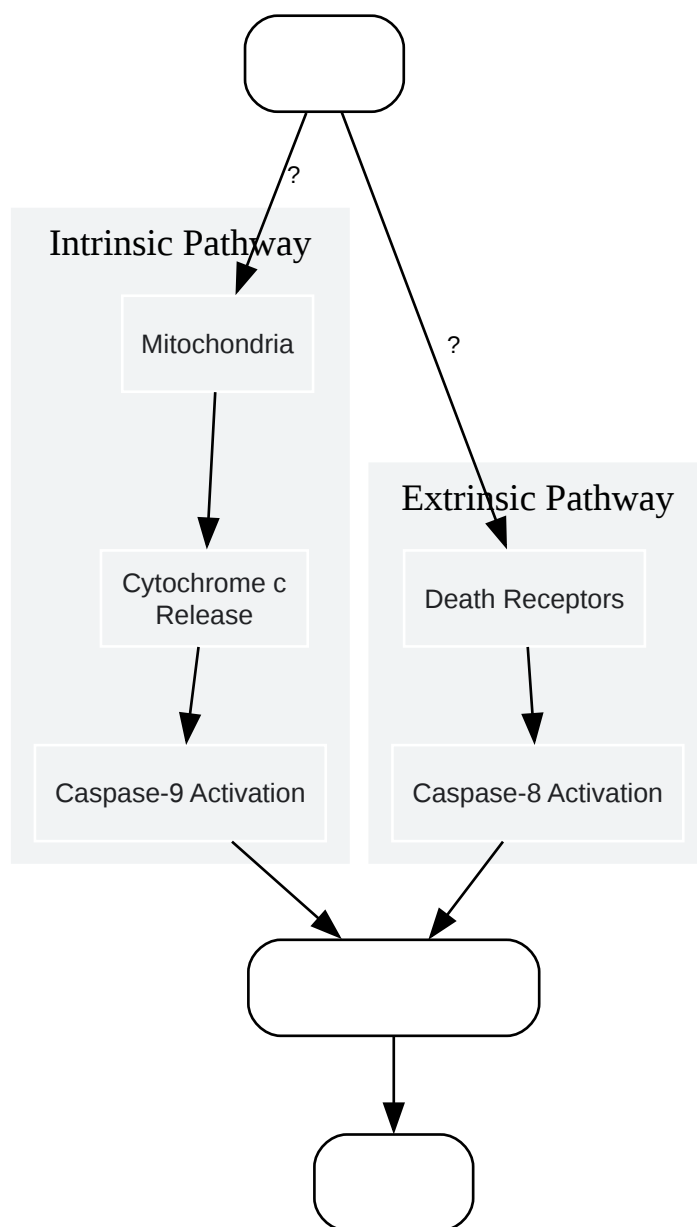 ?
Intrinsic Pathway
Mitochondria
?
Extrinsic Pathway
Cytochrome c
Release
Death Receptors
Caspase-9 Activation
Caspase-8 Activation